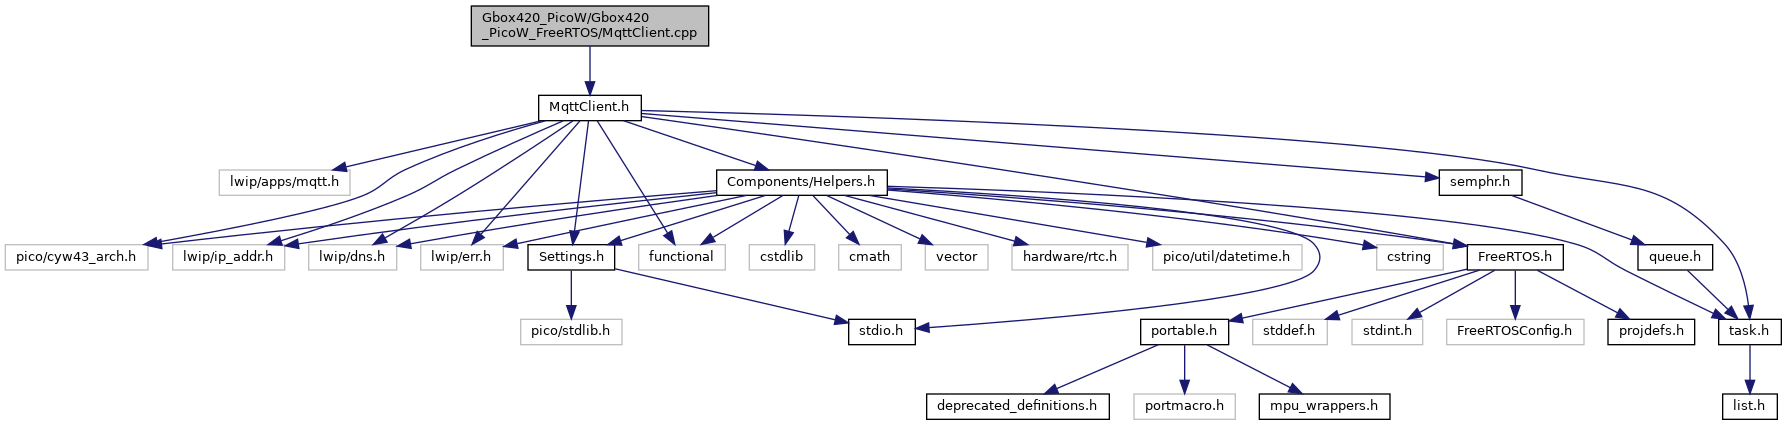 Gbox420_PicoW/Gbox420
_PicoW_FreeRTOS/MqttClient.cpp
MqttClient.h
lwip/apps/mqtt.h
Components/Helpers.h
semphr.h
pico/cyw43_arch.h
lwip/ip_addr.h
lwip/dns.h
lwip/err.h
Settings.h
functional
cstdlib
cmath
vector
hardware/rtc.h
pico/util/datetime.h
cstring
FreeRTOS.h
queue.h
pico/stdlib.h
stdio.h
portable.h
stddef.h
stdint.h
FreeRTOSConfig.h
projdefs.h
task.h
deprecated_definitions.h
portmacro.h
mpu_wrappers.h
list.h